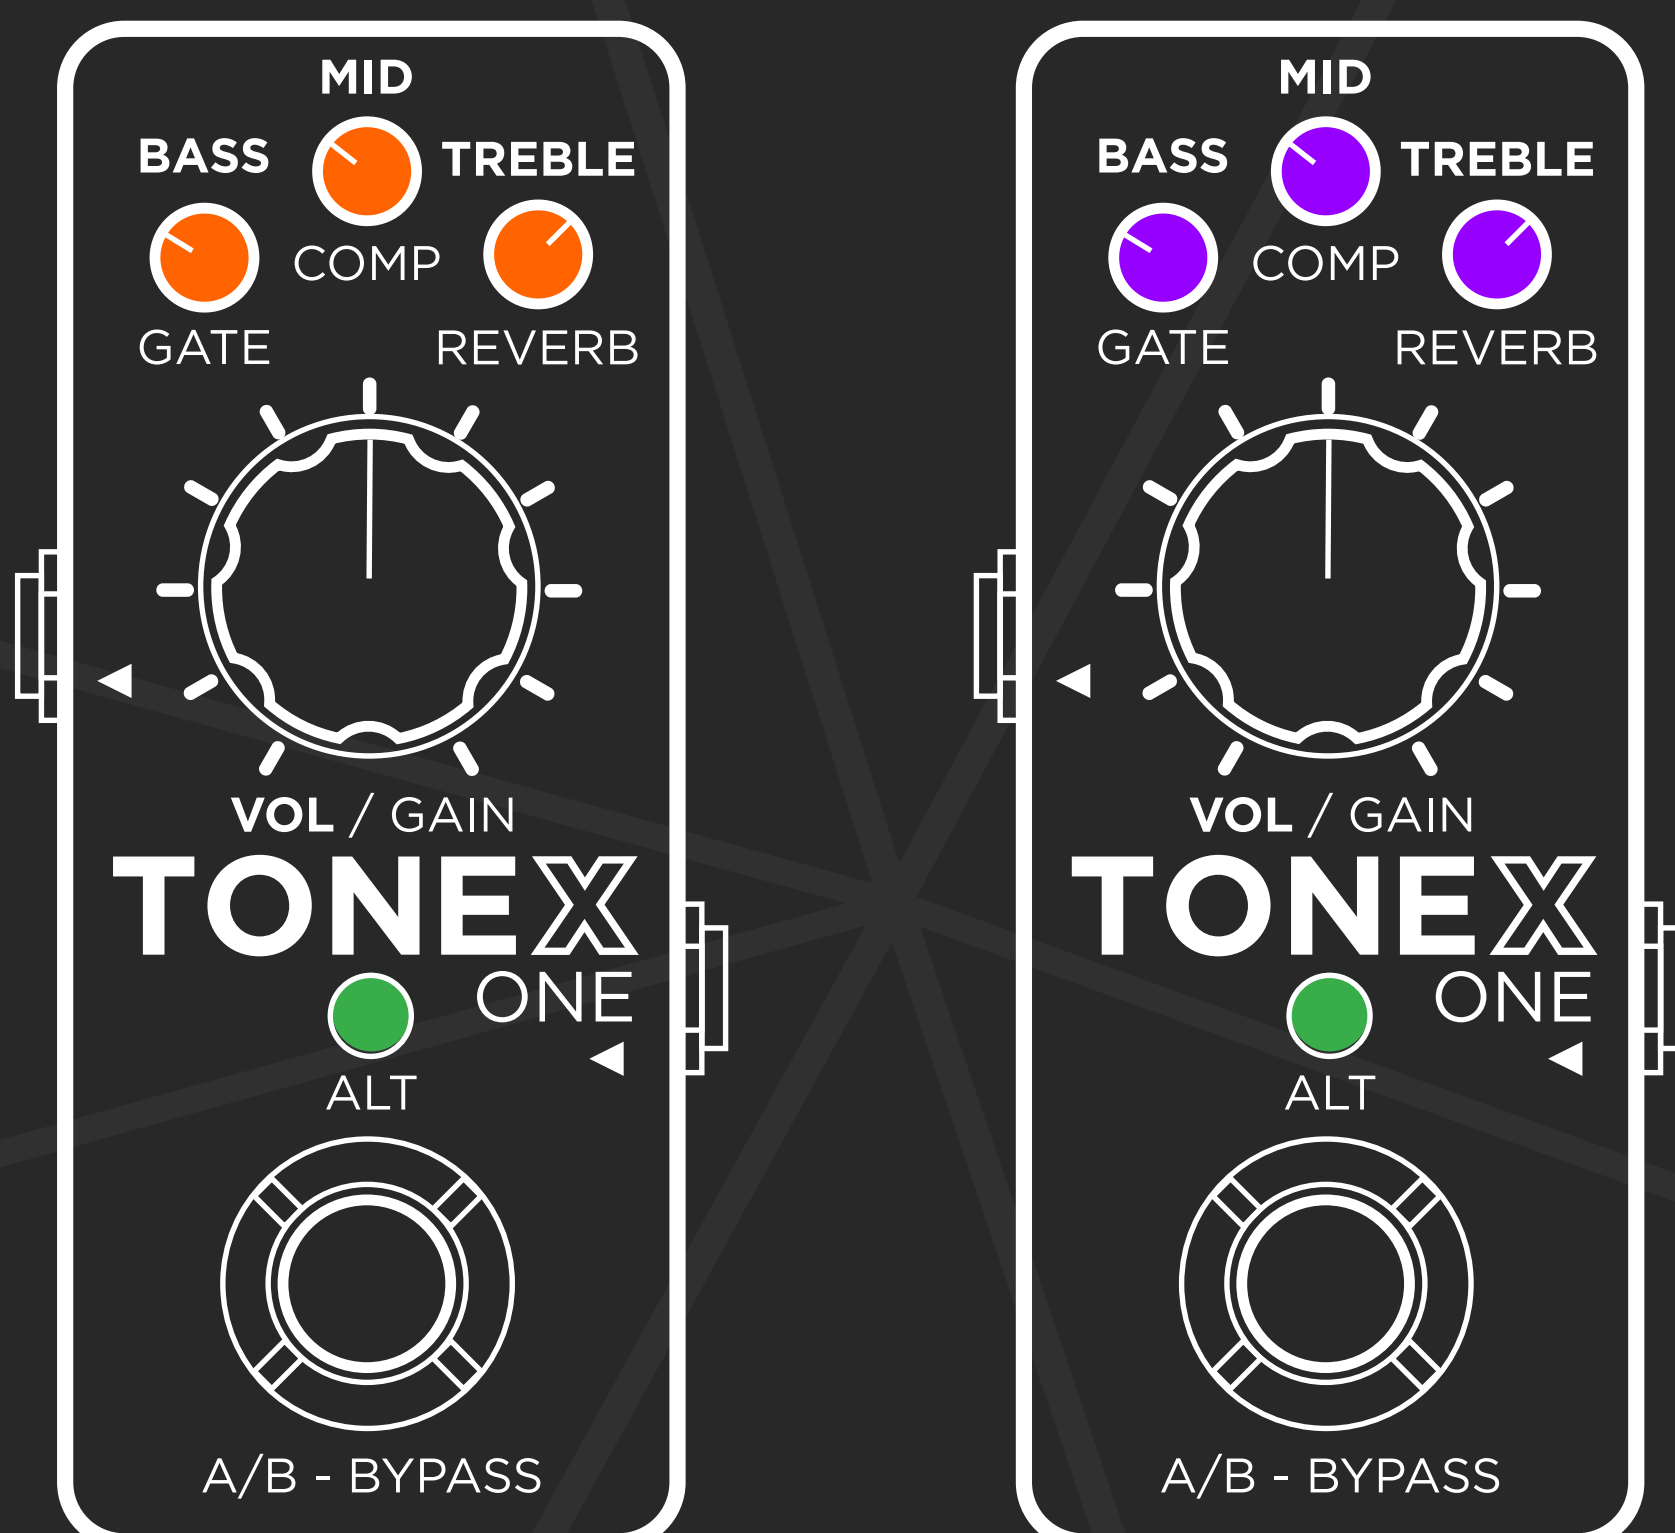 MID
BASS
TREBLE
COMP
GATE
REVERB
VOL / GAIN
TONEX
ONE
ALT
A/B - BYPASS
MID
BASS
TREBLE
COMP
GATE
REVERB
VOL / GAIN
TONEX
ONE
ALT
A/B - BYPASS